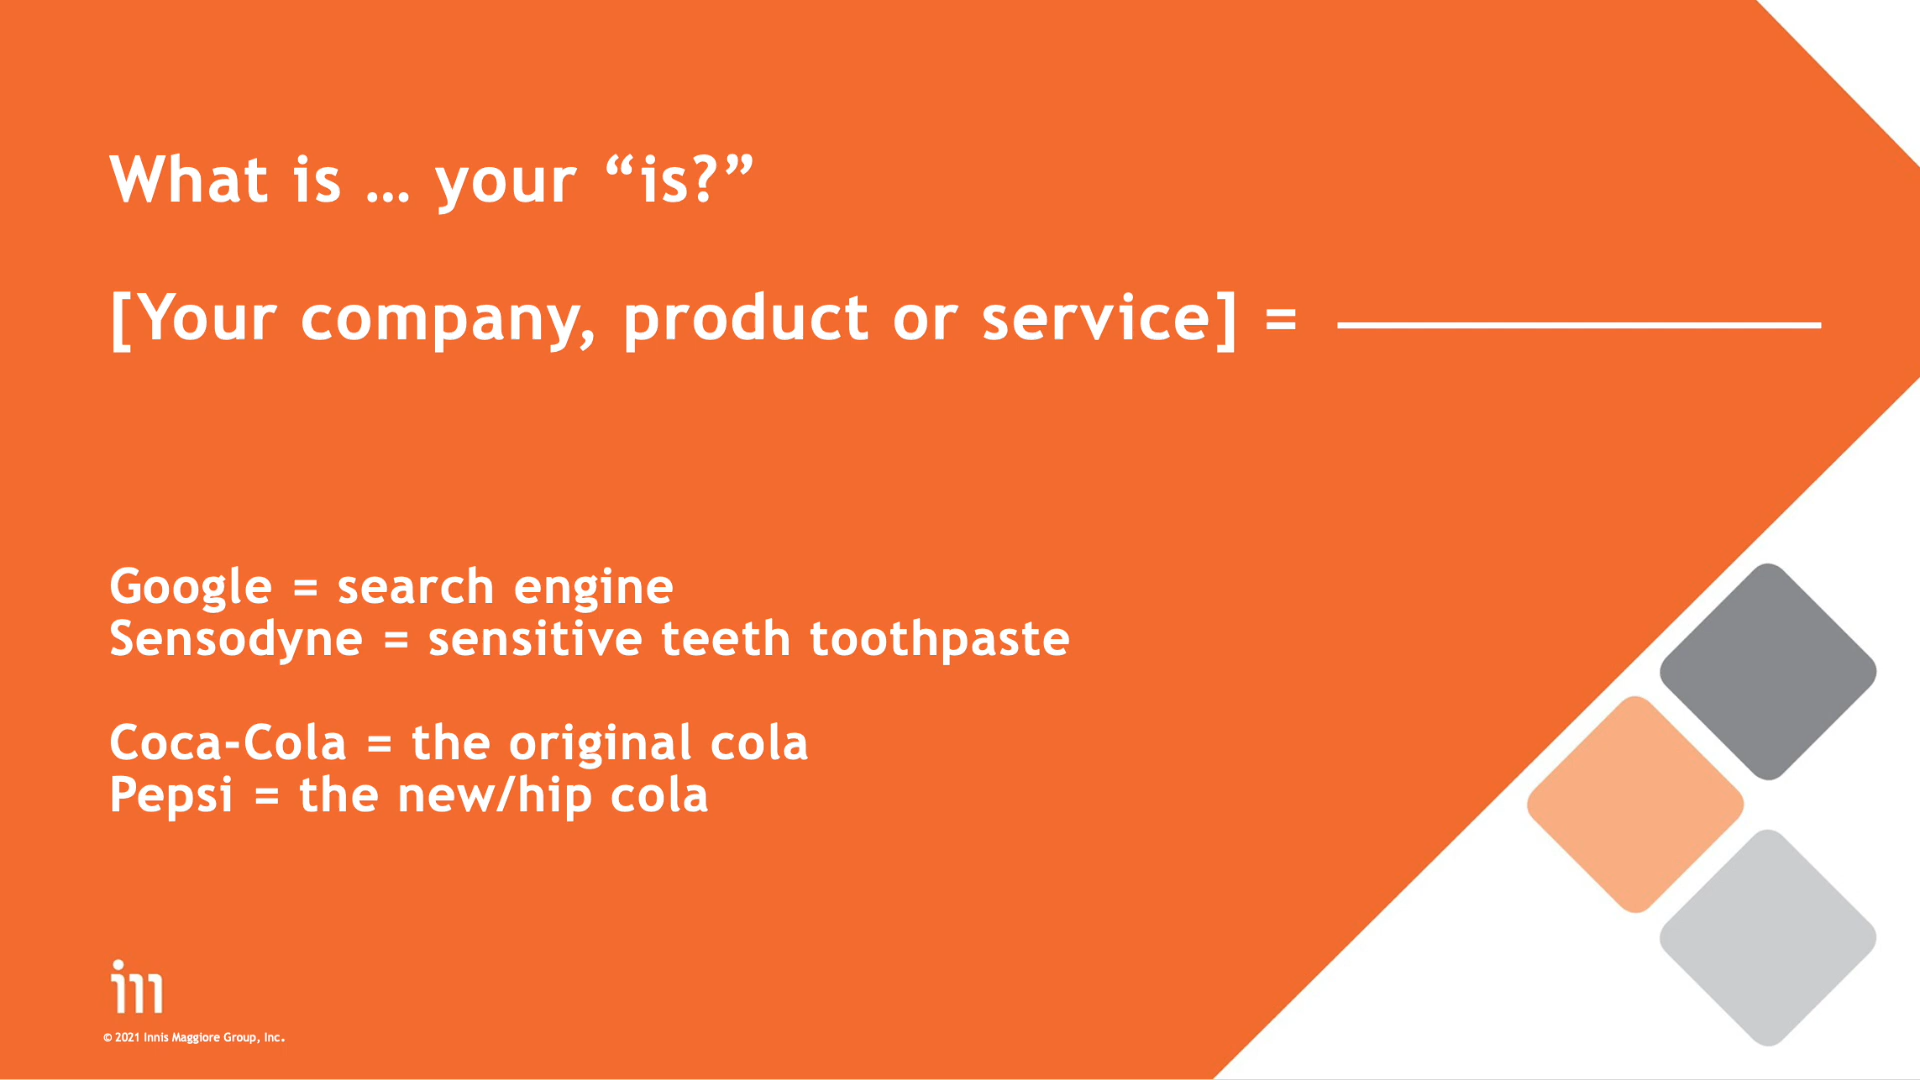 What is … your “is?”
[Your company, product or service] = 
Google = search engine
Sensodyne = sensitive teeth toothpaste
Coca-Cola = the original cola
Pepsi = the new/hip cola
im
© 2021 Innis Maggiore Group, Inc.